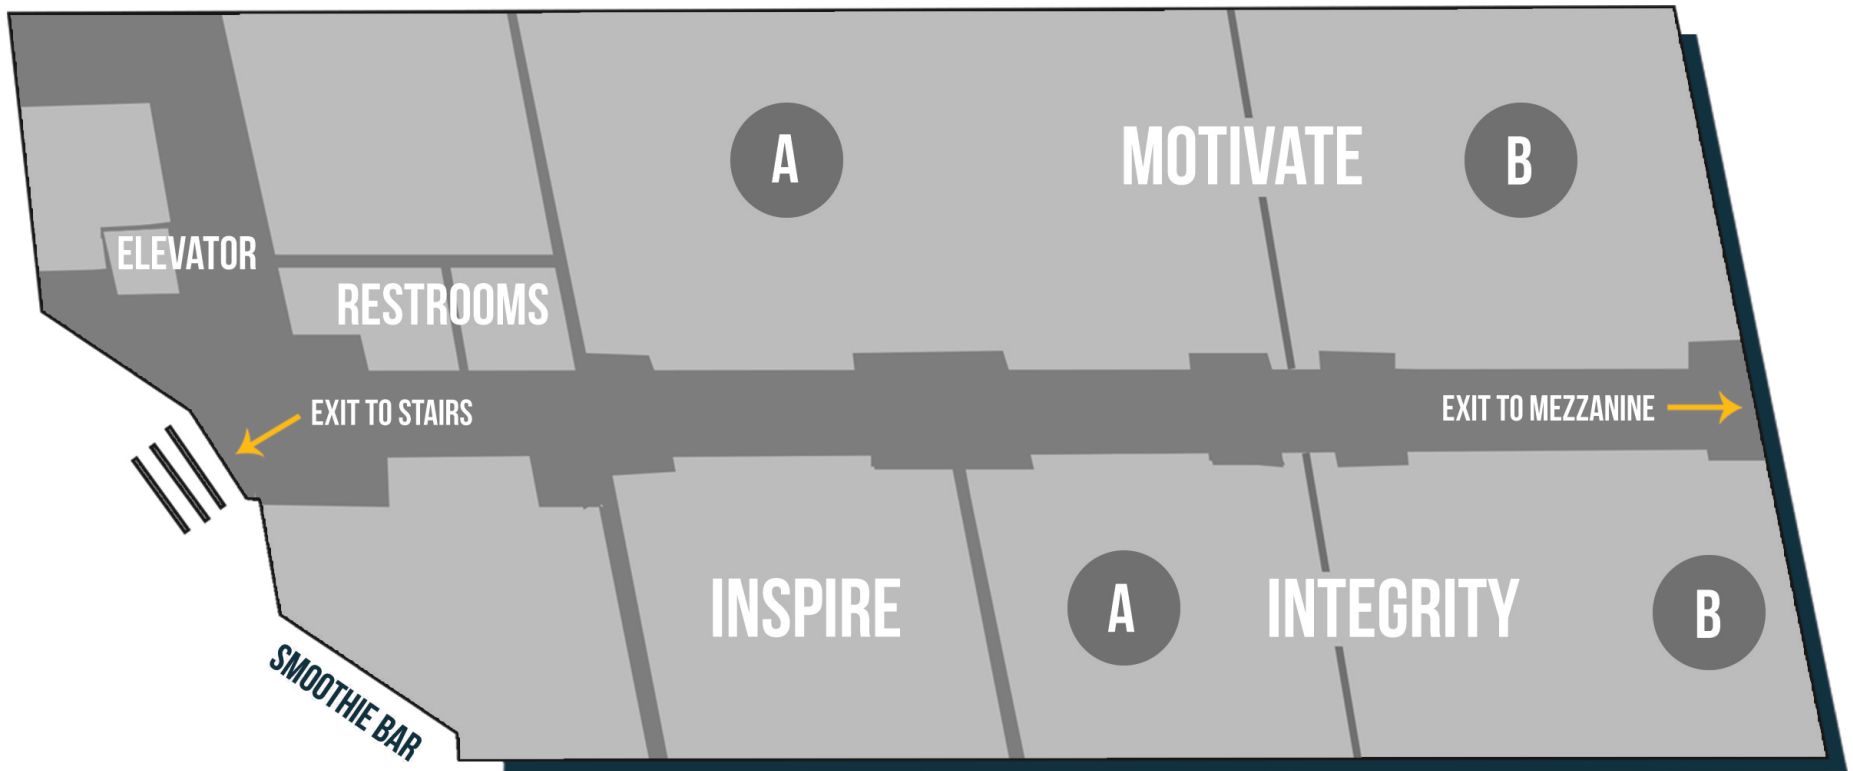 A
MOTIVATE
B
ELEVATOR
RESTROOMS
EXIT TO STAIRS
EXIT TO MEZZANINE
INSPIRE
A
INTEGRITY
B
SMOOTHIE BAR